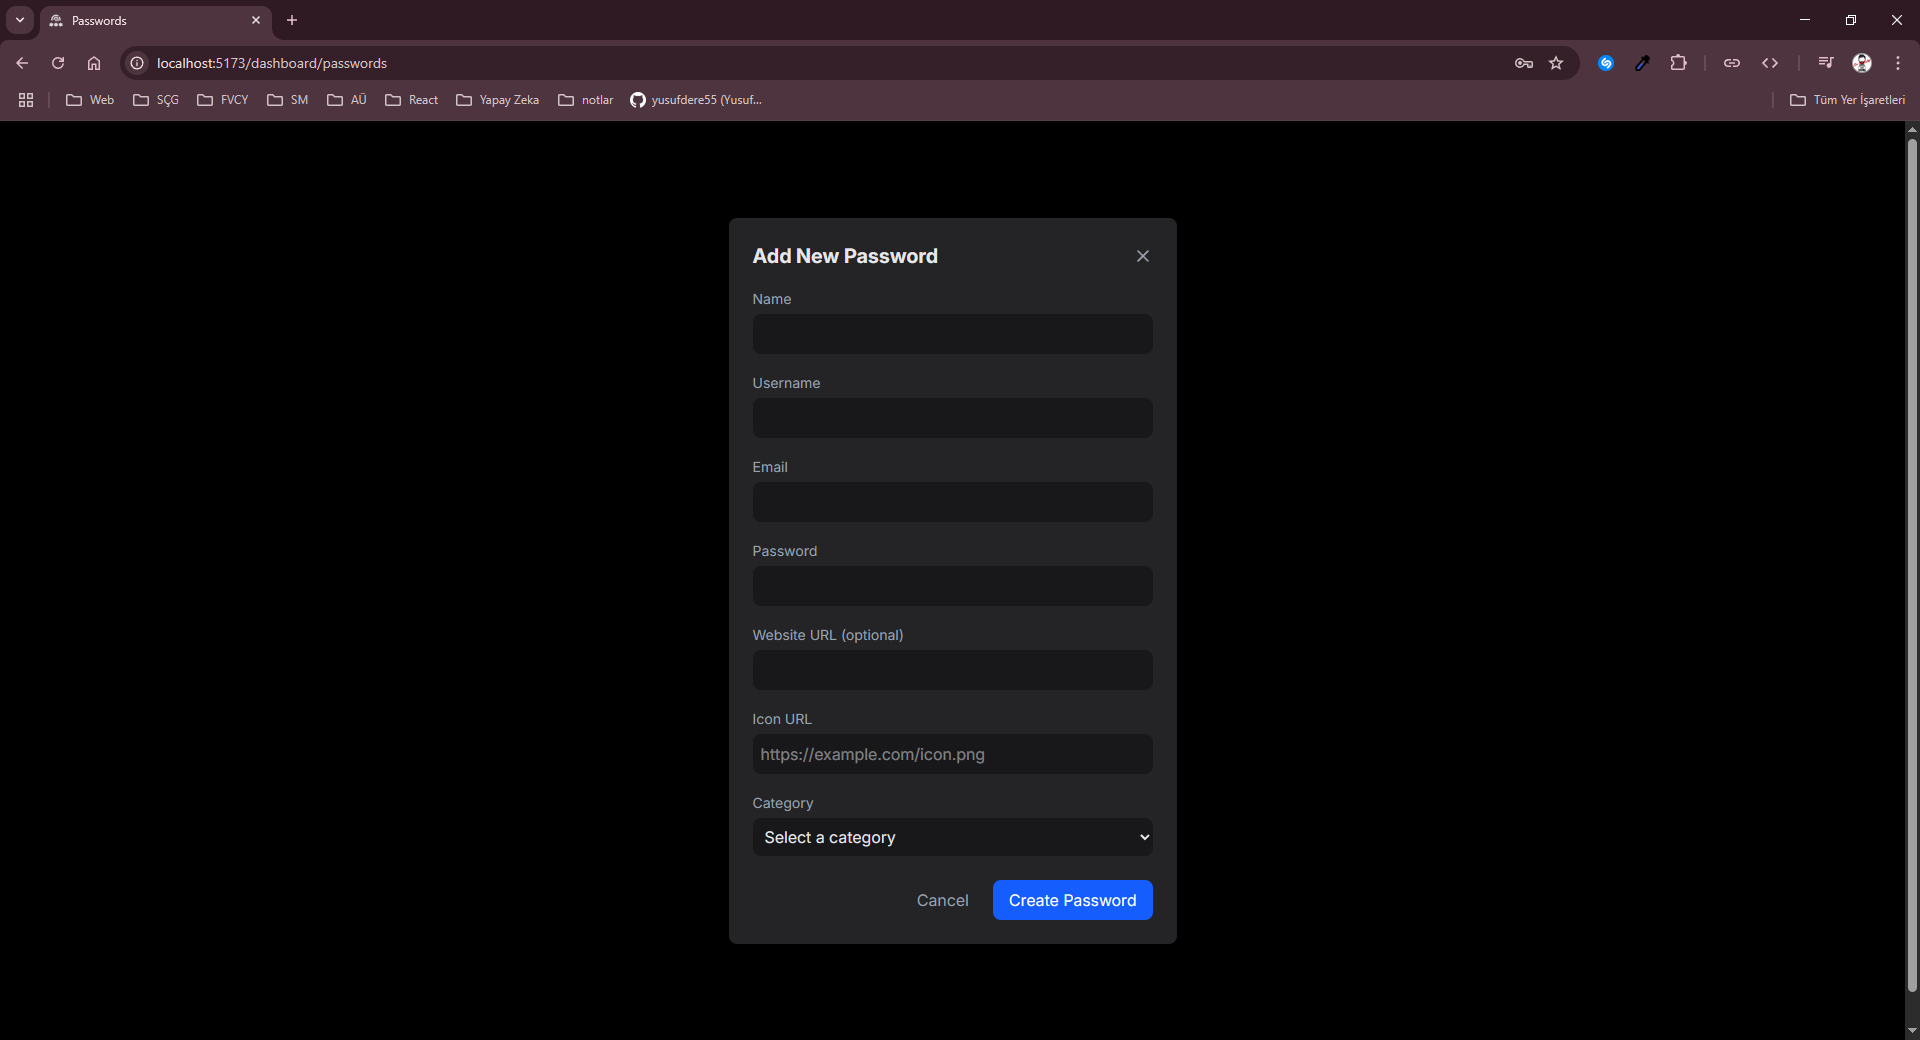 Passwords
localhost:5173/dashboard/passwords
Web SÇG FVCY SM AÜ React Yapay Zeka notlar yusufdere55 (Yusuf... Tüm Yer İşaretleri
Add New Password
Name
Username
Email
Password
Website URL (optional)
Icon URL
https://example.com/icon.png
Category
Select a category
Cancel Create Password